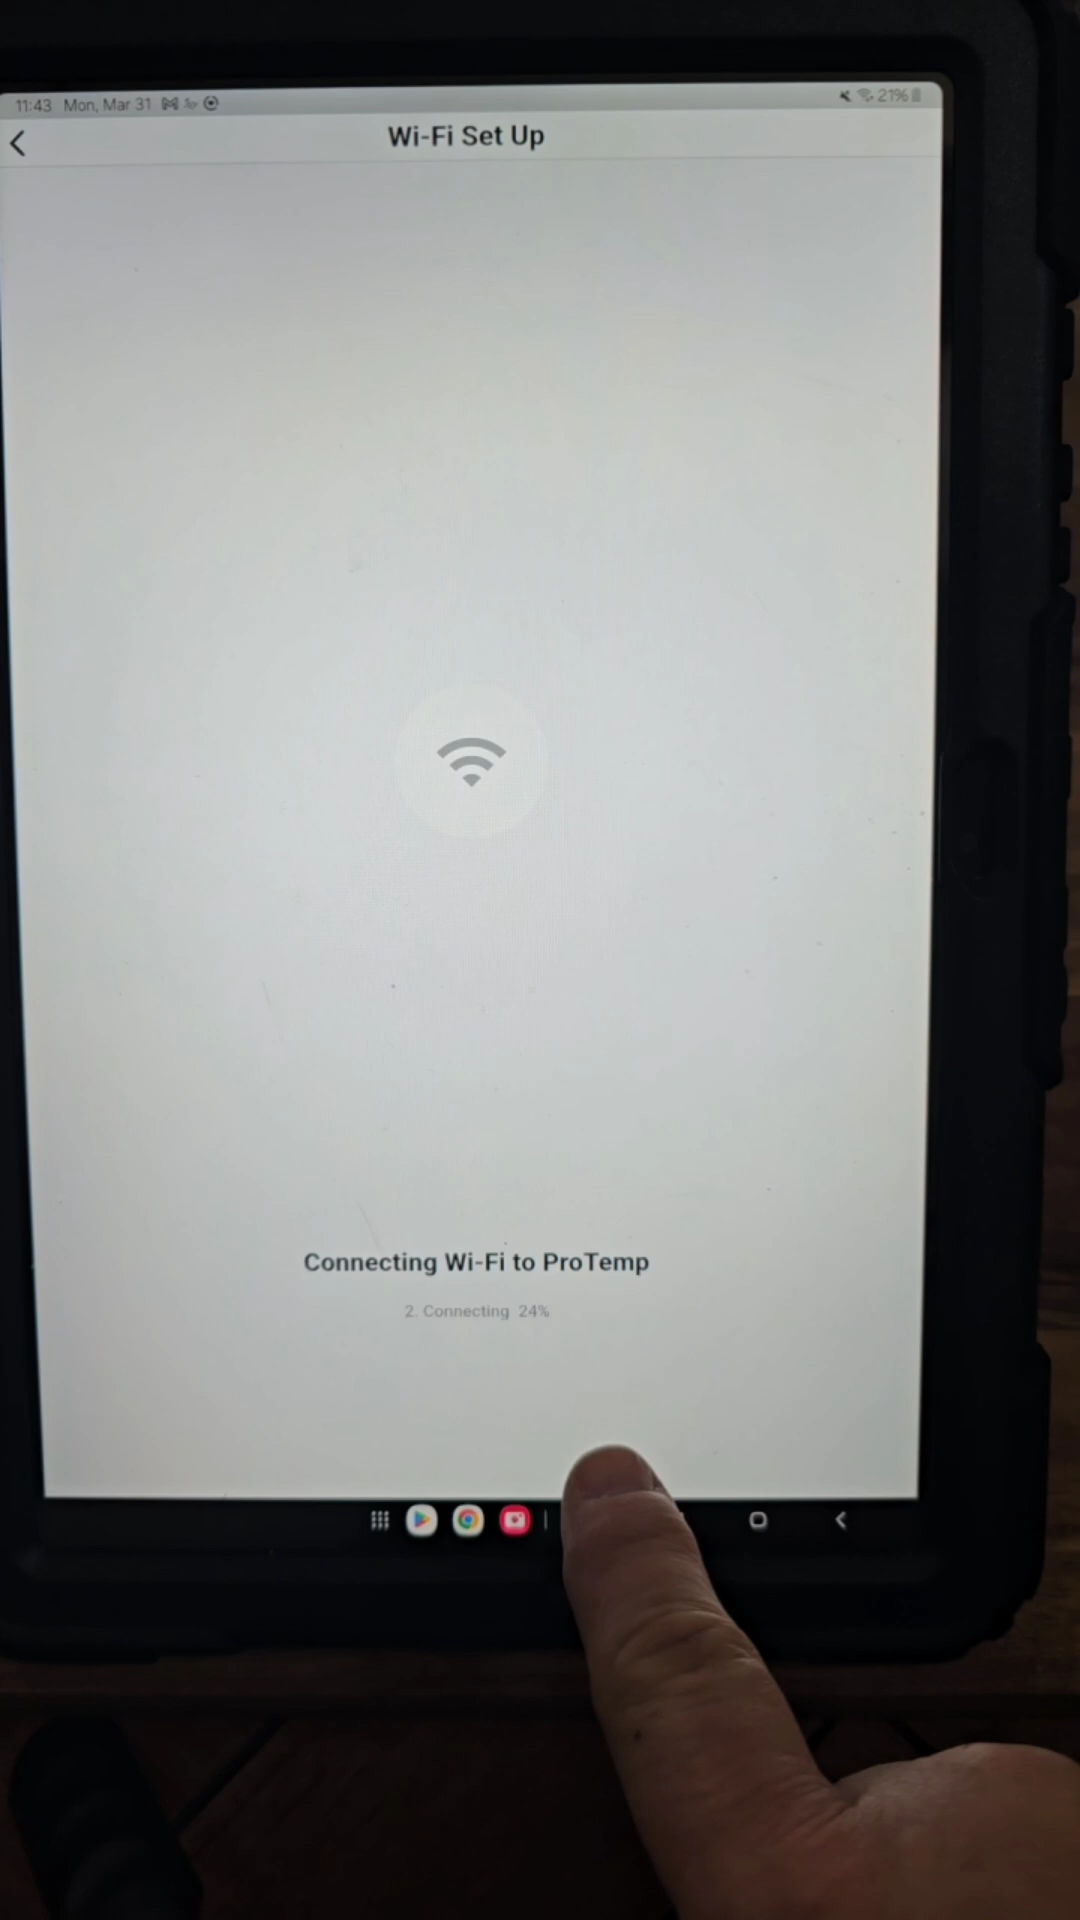 11:43 Mon, Mar 31 21%
Wi-Fi Set Up
Connecting Wi-Fi to ProTemp
2. Connecting 24%